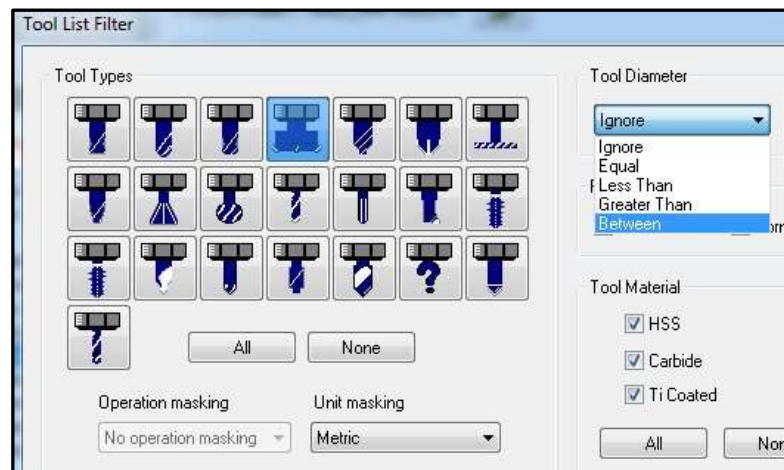 Tool List Filter
Tool Types
All
None
Operation masking
Unit masking
No operation masking
Metric
Tool Diameter
Ignore
Ignore
Equal
Less Than
Greater Than
Between
Tool Material
HSS
Carbide
Ti Coated
All